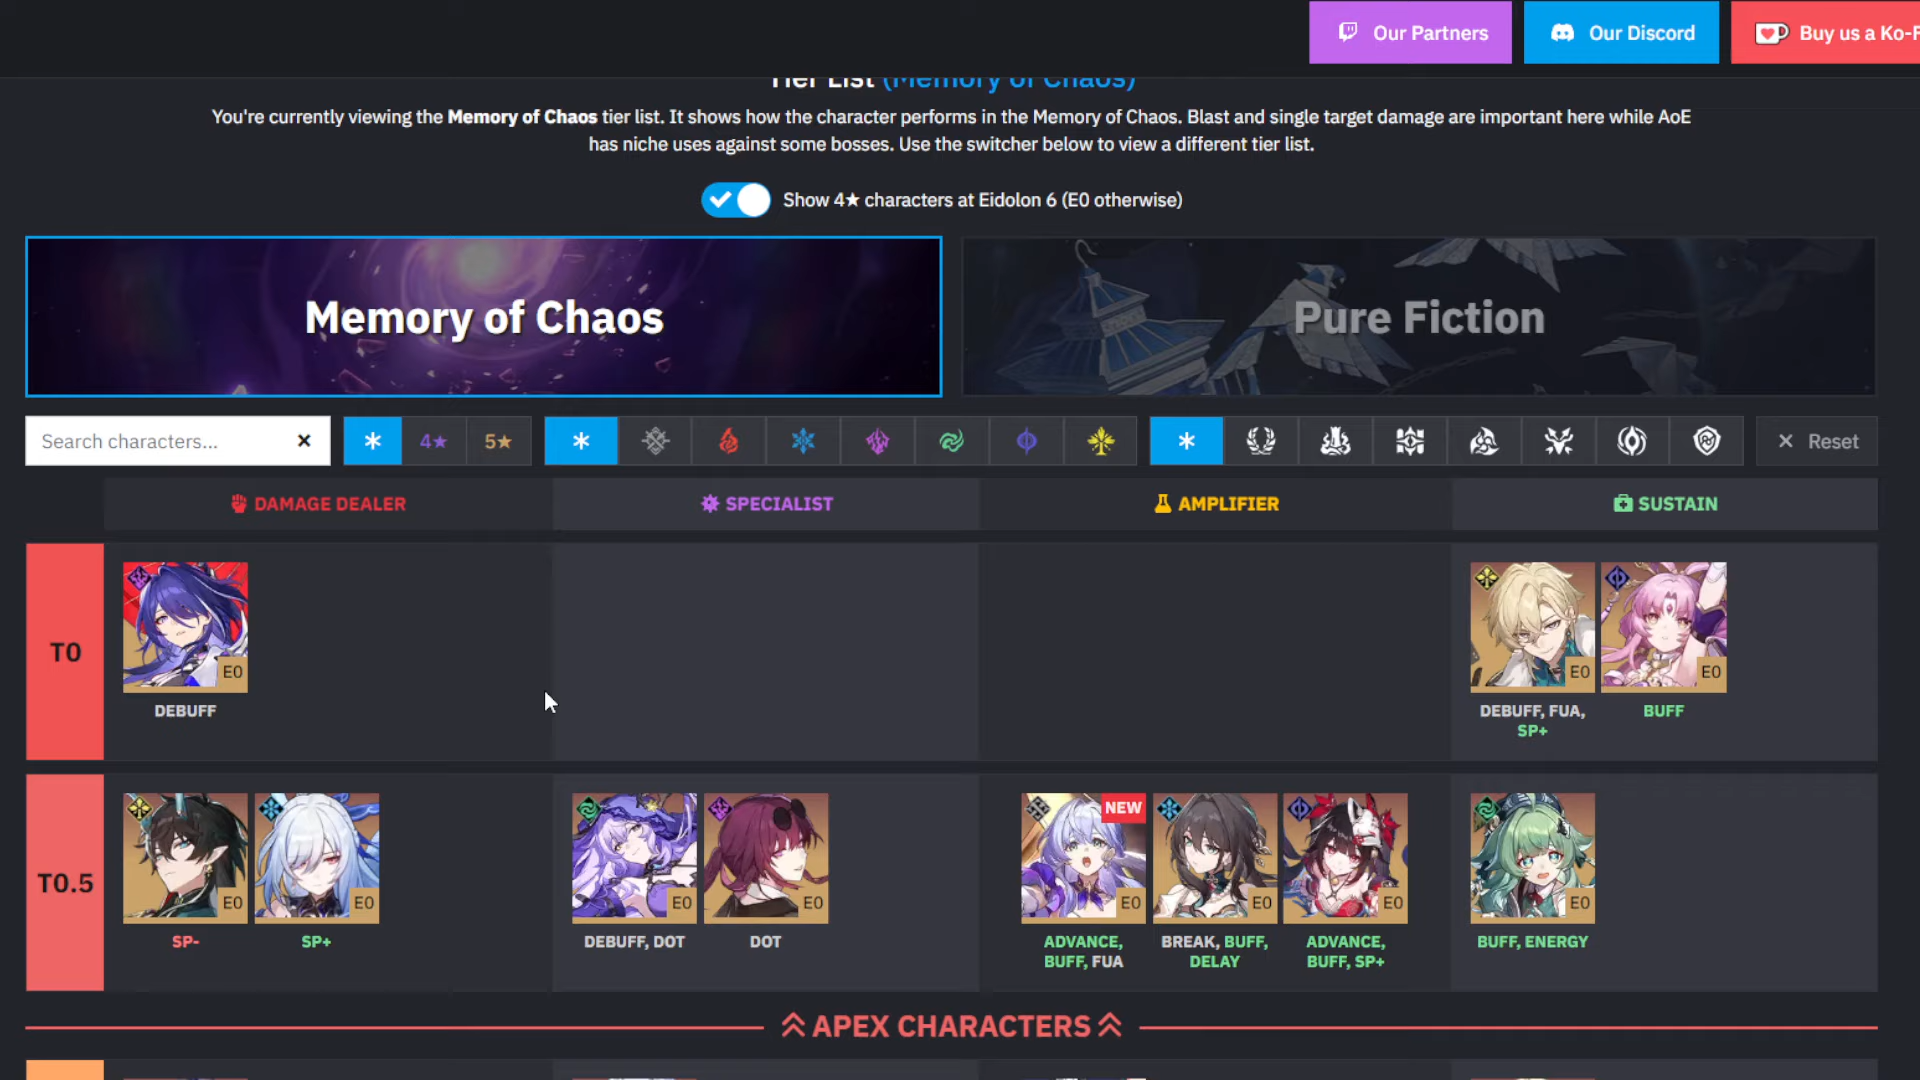 Our Partners
Our Discord
Buy us a Ko-F
Tier List (Memory of Chaos)
You're currently viewing the Memory of Chaos tier list. It shows how the character performs in the Memory of Chaos. Blast and single target damage are important here while AoE
has niche uses against some bosses. Use the switcher below to view a different tier list.
Show 4★ characters at Eidolon 6 (E0 otherwise)
Memory of Chaos
Pure Fiction
Search characters...
4★
5★
Reset
DAMAGE DEALER
SPECIALIST
AMPLIFIER
SUSTAIN
T0
E0
E0
E0
DEBUFF
DEBUFF, FUA,
SP+
BUFF
T0.5
NEW
E0
E0
E0
E0
E0
E0
E0
E0
SP-
SP+
DEBUFF, DOT
DOT
ADVANCE,
BUFF, FUA
BREAK, BUFF,
DELAY
ADVANCE,
BUFF, SP+
BUFF, ENERGY
APEX CHARACTERS